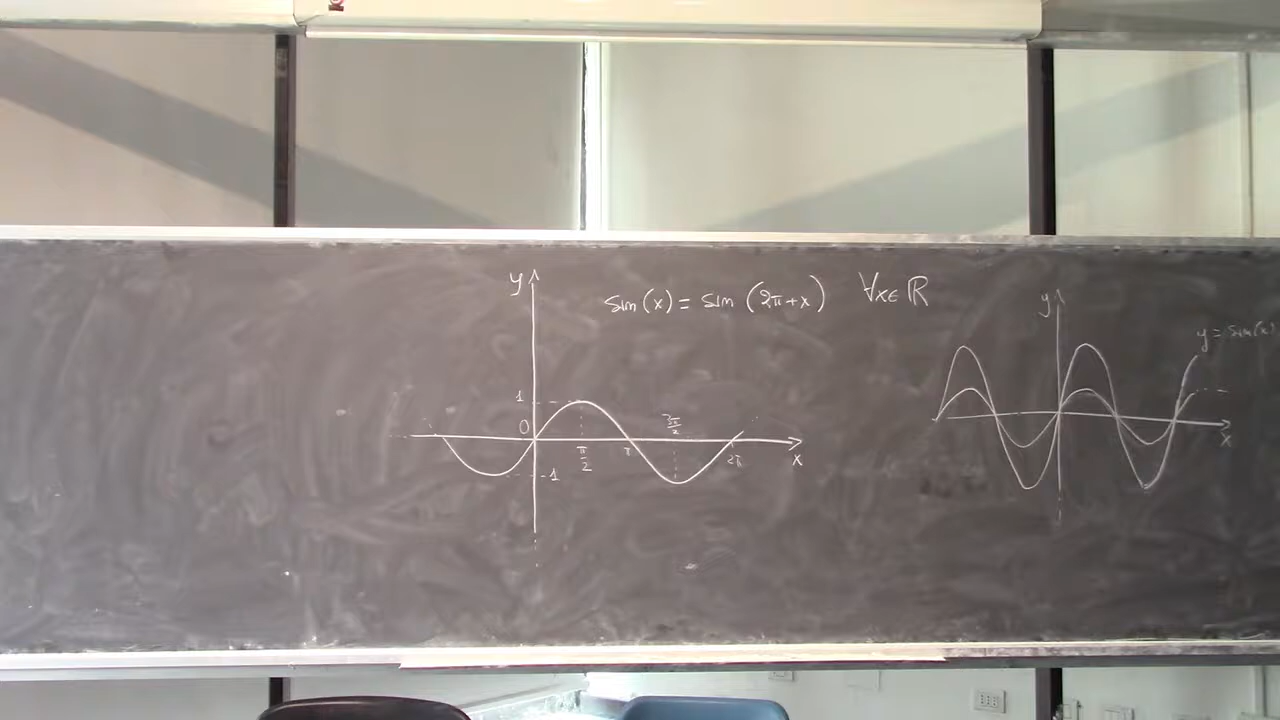 y
sin(x) = sin (2π+x) ∀x∈ℝ
1
0
π/2
π
3π/2
2π
x
-1
y
y = sin(x)
x